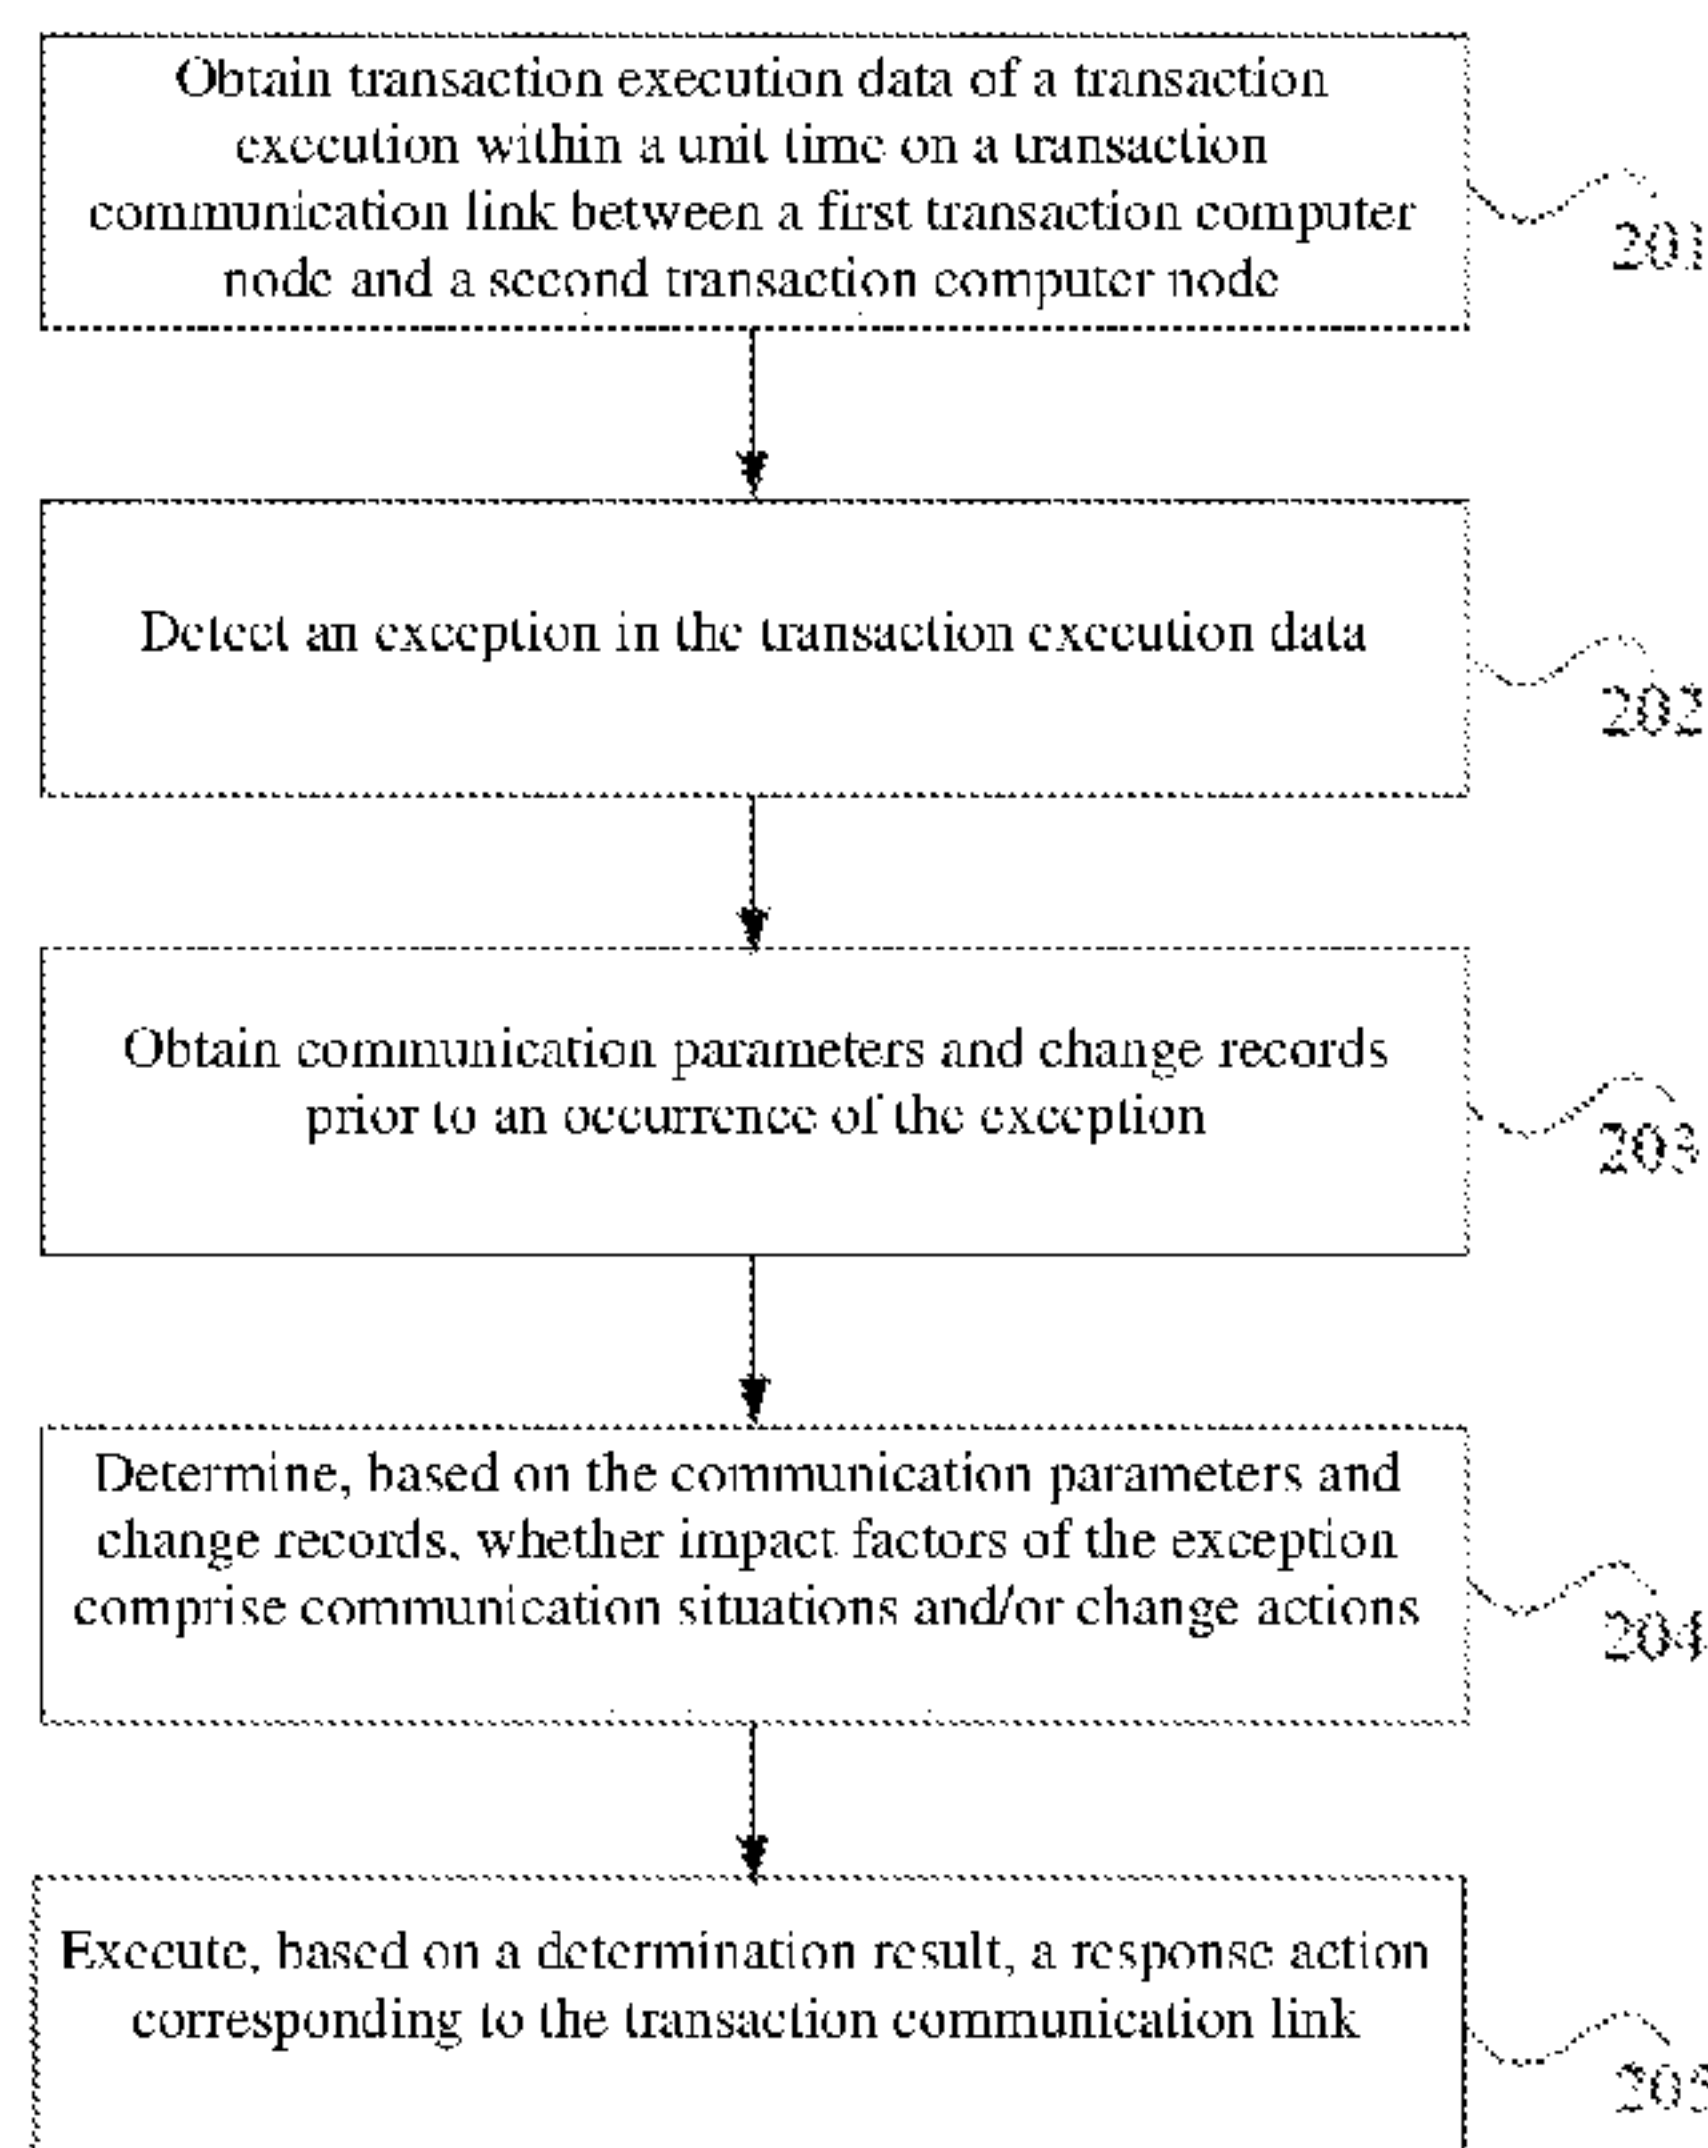 Obtain transaction execution data of a transaction
execution within a unit time on a transaction
communication link between a first transaction computer
node and a second transaction computer node
201
Detect an exception in the transaction execution data
202
Obtain communication parameters and change records
prior to an occurrence of the exception
203
Determine, based on the communication parameters and
change records, whether impact factors of the exception
comprise communication situations and/or change actions
204
Execute, based on a determination result, a response action
corresponding to the transaction communication link
205